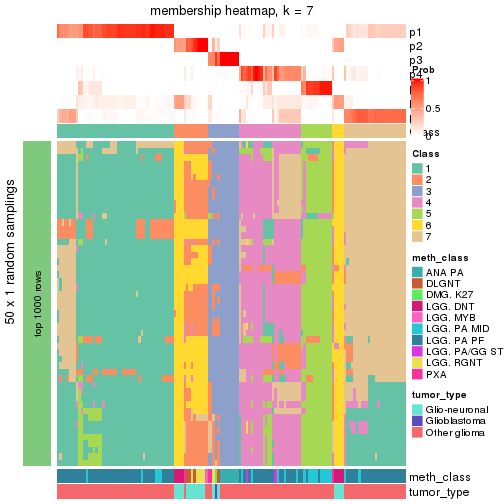 membership heatmap, k = 7
p1
p2
p3
p4
Prob
1
0.5
0
Class
1
2
3
4
5
6
7
meth_class
ANA PA
DLGNT
DMG, K27
LGG, DNT
LGG, MYB
LGG, PA MID
LGG, PA PF
LGG, PA/GG ST
LGG, RGNT
PXA
tumor_type
Glio-neuronal
Glioblastoma
Other glioma
50 x 1 random samplings
top 1000 rows
meth_class
tumor_type